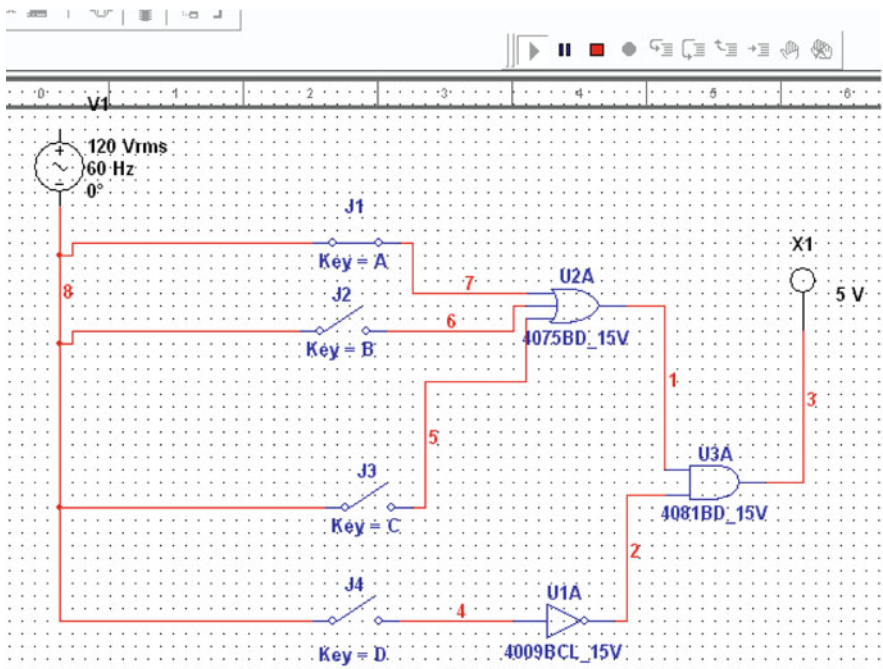 0 1 2 3 4 5 6
V1
120 Vrms
60 Hz
0°
8
J1
Key = A
7
J2
Key = B
6
U2A
4075BD_15V
X1
5 V
1
3
5
J3
Key = C
U3A
4081BD_15V
2
J4
Key = D
4
U1A
4009BCL_15V